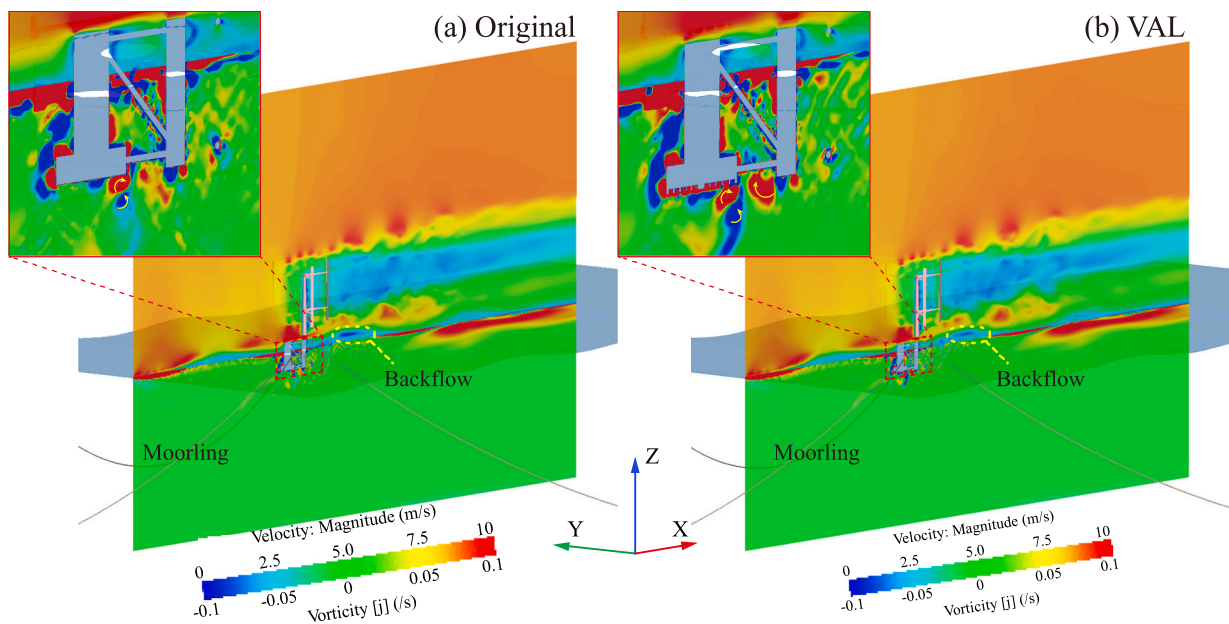 (a) Original
(b) VAL
Backflow
Moorling
Backflow
Moorling
Z
Y
X
Velocity: Magnitude (m/s)
0 2.5 5.0 7.5 10
-0.1 -0.05 0 0.05 0.1
Vorticity [j] (/s)
Velocity: Magnitude (m/s)
0 2.5 5.0 7.5 10
-0.1 -0.05 0 0.05 0.1
Vorticity [j] (/s)